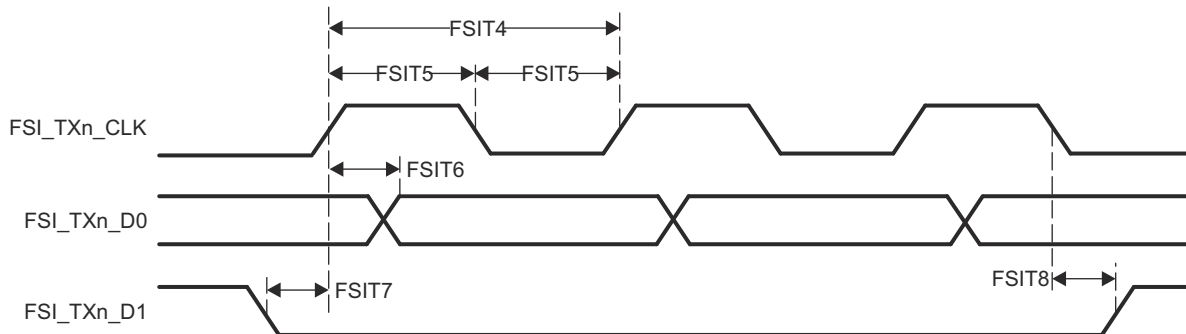 FSIT4
FSIT5 FSIT5
FSI_TXn_CLK
FSIT6
FSI_TXn_D0
FSIT7
FSIT8
FSI_TXn_D1